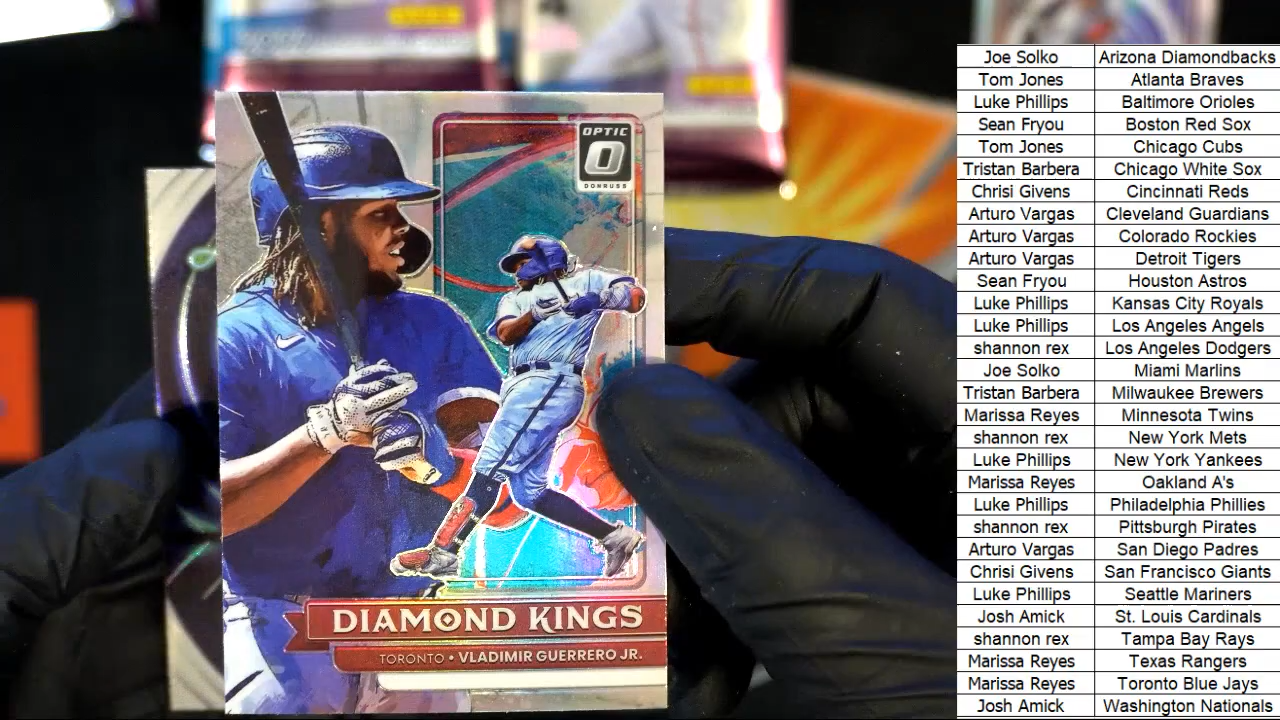 OPTIC
DONRUSS
DIAMOND KINGS
TORONTO • VLADIMIR GUERRERO JR.
Joe Solko Arizona Diamondbacks
Tom Jones Atlanta Braves
Luke Phillips Baltimore Orioles
Sean Fryou Boston Red Sox
Tom Jones Chicago Cubs
Tristan Barbera Chicago White Sox
Chrisi Givens Cincinnati Reds
Arturo Vargas Cleveland Guardians
Arturo Vargas Colorado Rockies
Arturo Vargas Detroit Tigers
Sean Fryou Houston Astros
Luke Phillips Kansas City Royals
Luke Phillips Los Angeles Angels
shannon rex Los Angeles Dodgers
Joe Solko Miami Marlins
Tristan Barbera Milwaukee Brewers
Marissa Reyes Minnesota Twins
shannon rex New York Mets
Luke Phillips New York Yankees
Marissa Reyes Oakland A's
Luke Phillips Philadelphia Phillies
shannon rex Pittsburgh Pirates
Arturo Vargas San Diego Padres
Chrisi Givens San Francisco Giants
Luke Phillips Seattle Mariners
Josh Amick St. Louis Cardinals
shannon rex Tampa Bay Rays
Marissa Reyes Texas Rangers
Marissa Reyes Toronto Blue Jays
Josh Amick Washington Nationals